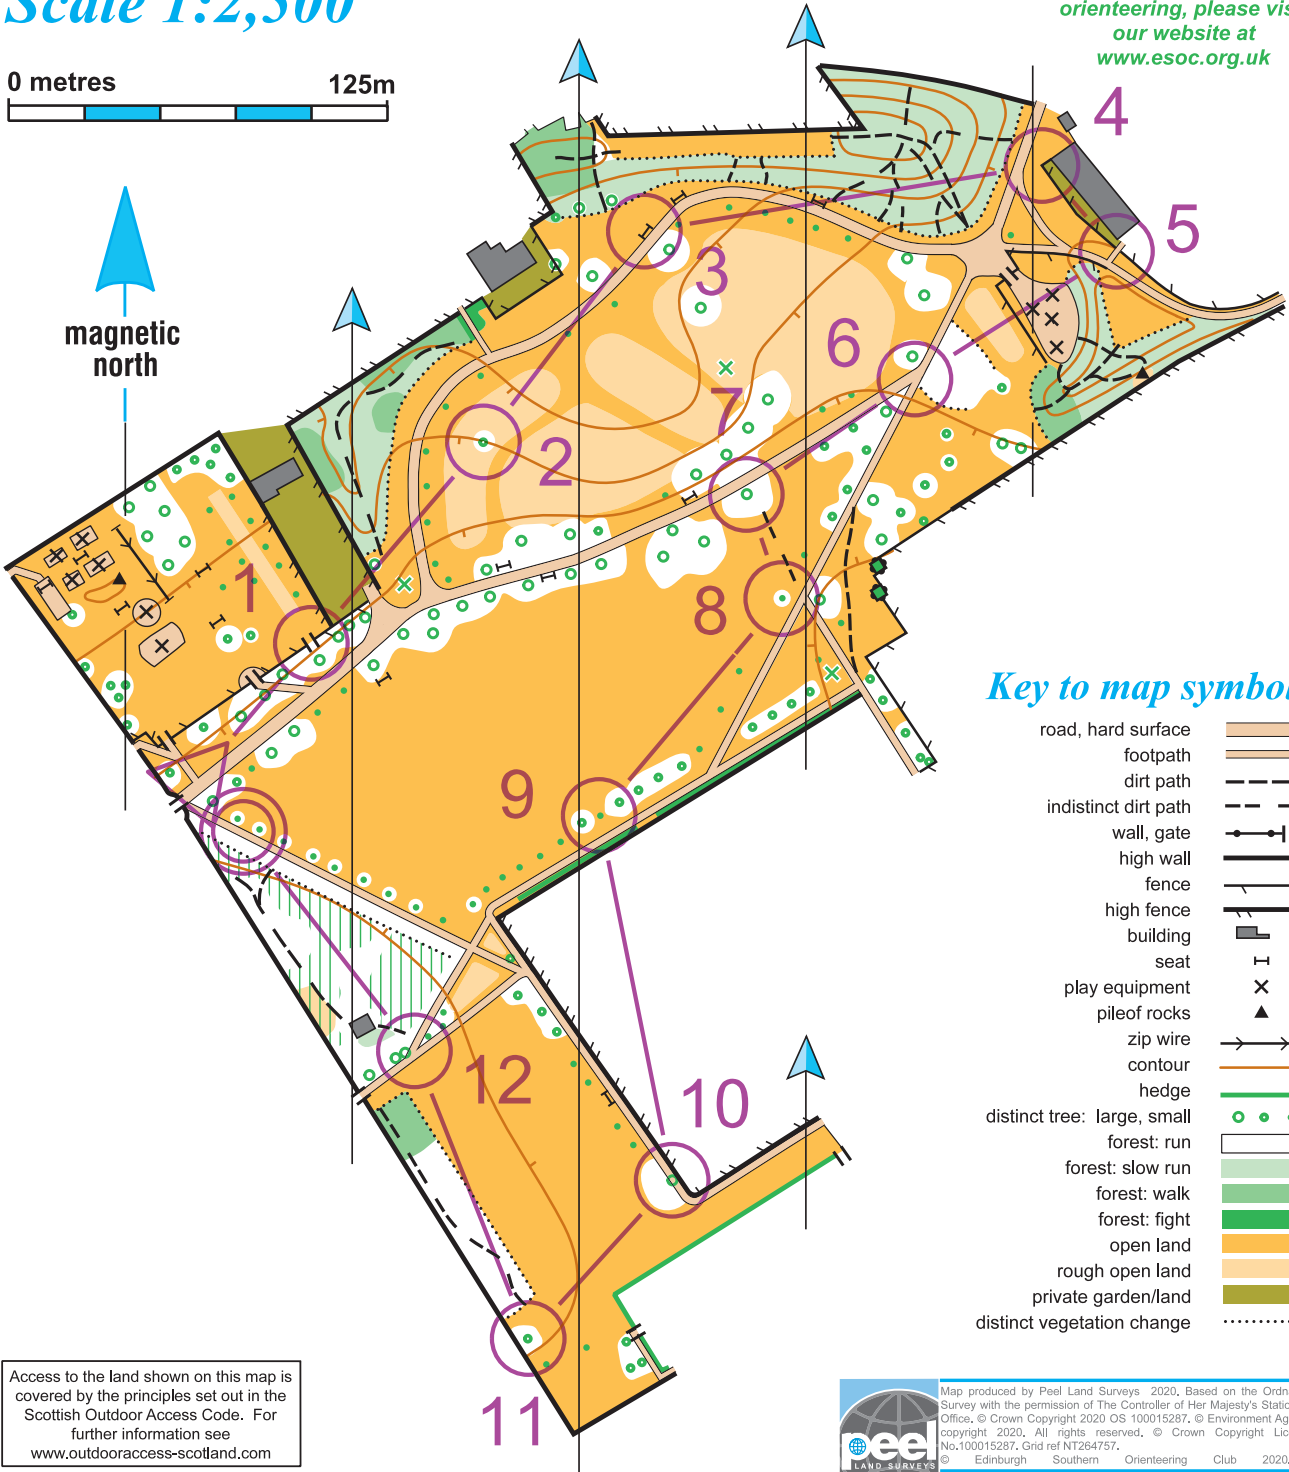 Scale 1:2,500
orienteering, please vis
our website at
www.esoc.org.uk
0 metres 125m
magnetic
north
4
5
3
6
2
7
1
8
9
10
12
11
Key to map symbol
road, hard surface
footpath
dirt path
indistinct dirt path
wall, gate
high wall
fence
high fence
building
seat
play equipment
pileof rocks
zip wire
contour
hedge
distinct tree: large, small
forest: run
forest: slow run
forest: walk
forest: fight
open land
rough open land
private garden/land
distinct vegetation change
Access to the land shown on this map is
covered by the principles set out in the
Scottish Outdoor Access Code. For
further information see
www.outdooraccess-scotland.com
peel
LAND SURVEYS
Map produced by Peel Land Surveys 2020. Based on the Ordn
Survey with the permission of The Controller of Her Majesty's Static
Office. © Crown Copyright 2020 OS 100015287. © Environment Ag
copyright 2020. All rights reserved. © Crown Copyright Lic
No.100015287. Grid ref NT264757.
© Edinburgh Southern Orienteering Club 2020